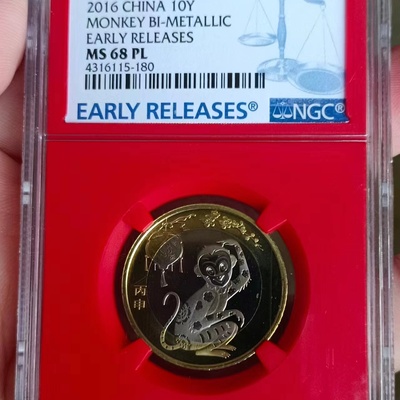 2016 CHINA 10Y
MONKEY BI-METALLIC
EARLY RELEASES
MS 68 PL
4316115-180
EARLY RELEASES®
NGC®
丙
申